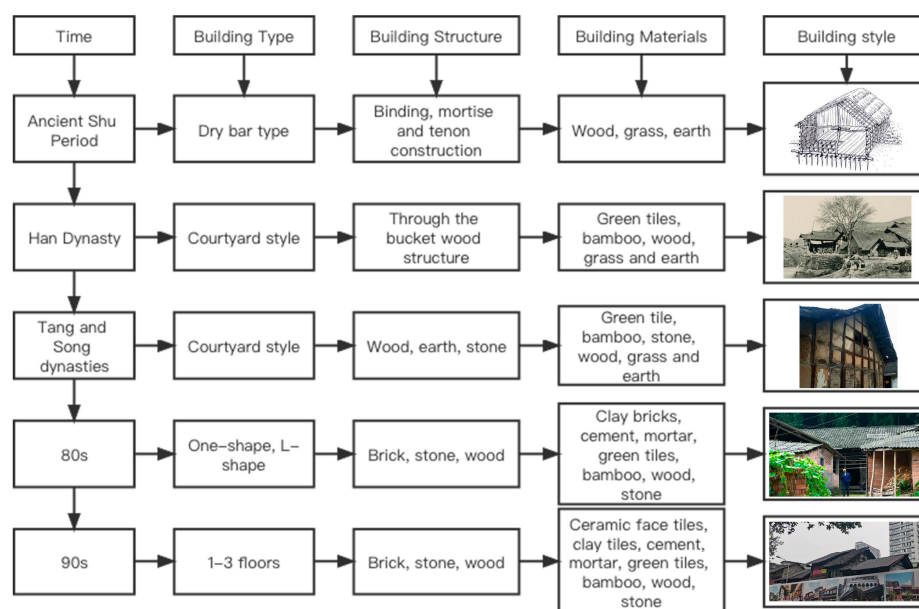 Time
Building Type
Building Structure
Building Materials
Building style
Ancient Shu
Period
Dry bar type
Binding, mortise
and tenon
construction
Wood, grass, earth
Han Dynasty
Courtyard style
Through the
bucket wood
structure
Green tiles,
bamboo, wood,
grass and earth
Tang and
Song
dynasties
Courtyard style
Wood, earth, stone
Green tile,
bamboo, stone,
wood, grass and
earth
80s
One-shape, L-
shape
Brick, stone, wood
Clay bricks,
cement, mortar,
green tiles,
bamboo, wood,
stone
90s
1-3 floors
Brick, stone, wood
Ceramic face tiles,
clay tiles, cement,
mortar, green tiles,
bamboo, wood,
stone